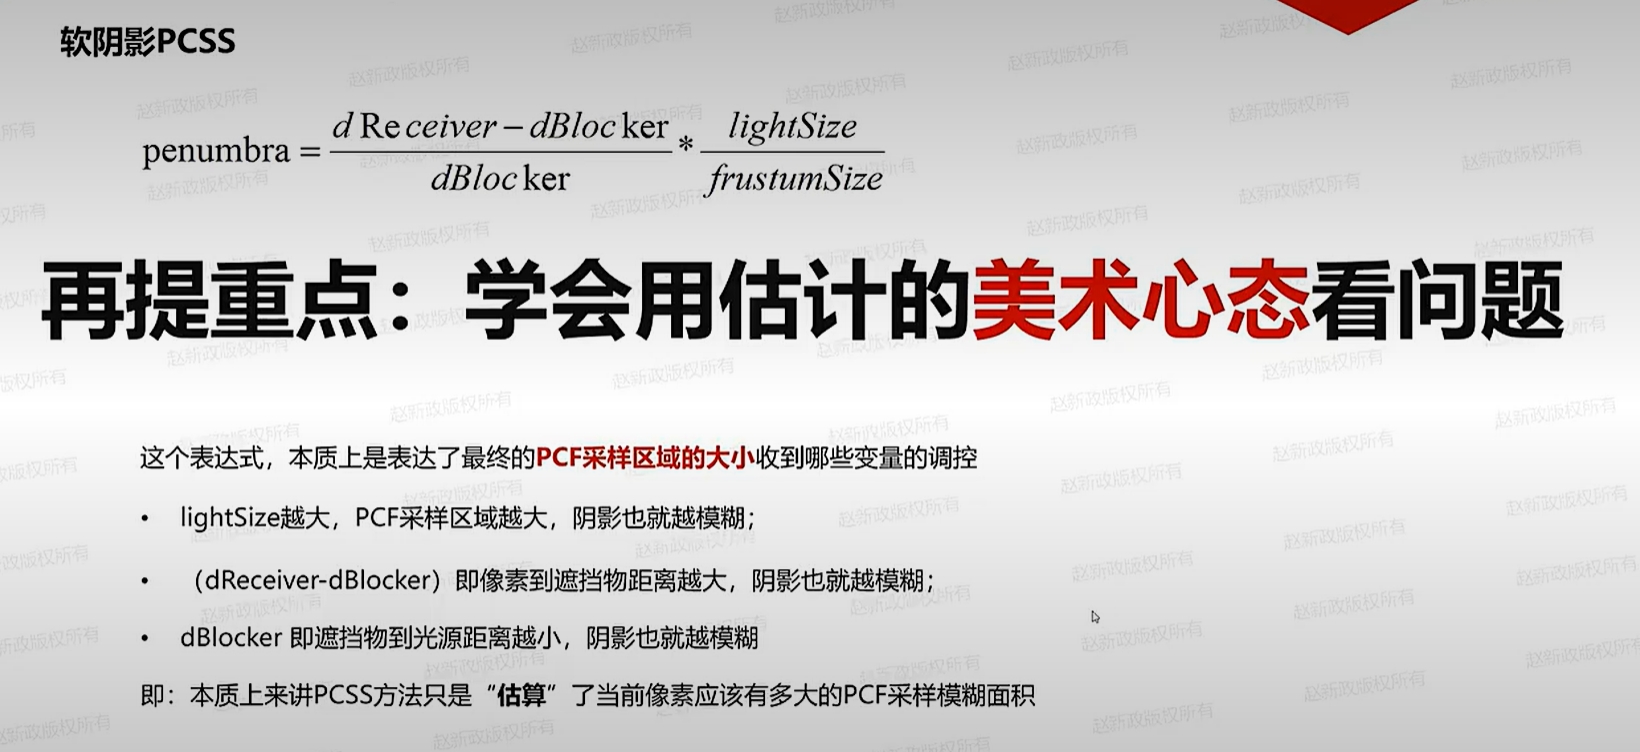 软阴影PCSS
penumbra = \frac{dReceiver - dBlocker}{dBlocker} * \frac{lightSize}{frustumSize}
再提重点：学会用估计的美术心态看问题
这个表达式，本质上是表达了最终的PCF采样区域的大小收到哪些变量的调控
• lightSize越大，PCF采样区域越大，阴影也就越模糊；
• （dReceiver-dBlocker）即像素到遮挡物距离越大，阴影也就越模糊；
• dBlocker 即遮挡物到光源距离越小，阴影也就越模糊
即：本质上来讲PCSS方法只是“估算”了当前像素应该有多大的PCF采样模糊面积
赵新政版权所有